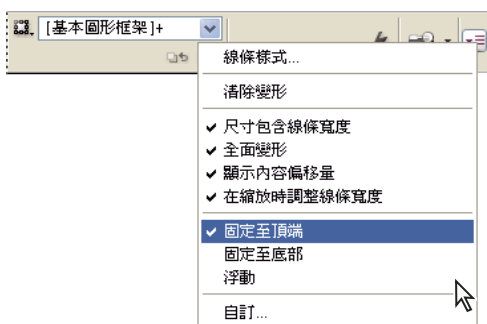 [基本圖形框架]+
線條樣式...
清除變形
尺寸包含線條寬度
全面變形
顯示內容偏移量
在縮放時調整線條寬度
固定至頂端
固定至底部
浮動
自訂...